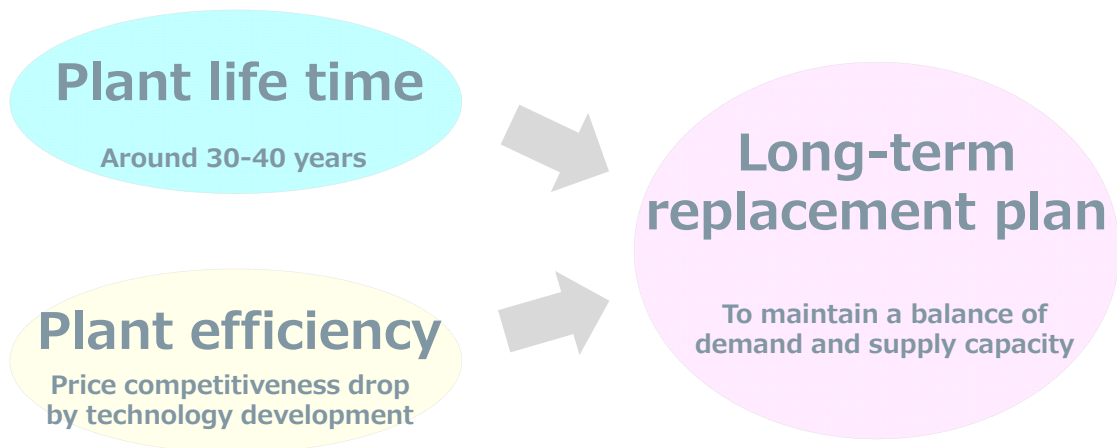 Plant life time
Around 30-40 years
Plant efficiency
Price competitiveness drop
by technology development
Long-term
replacement plan
To maintain a balance of
demand and supply capacity